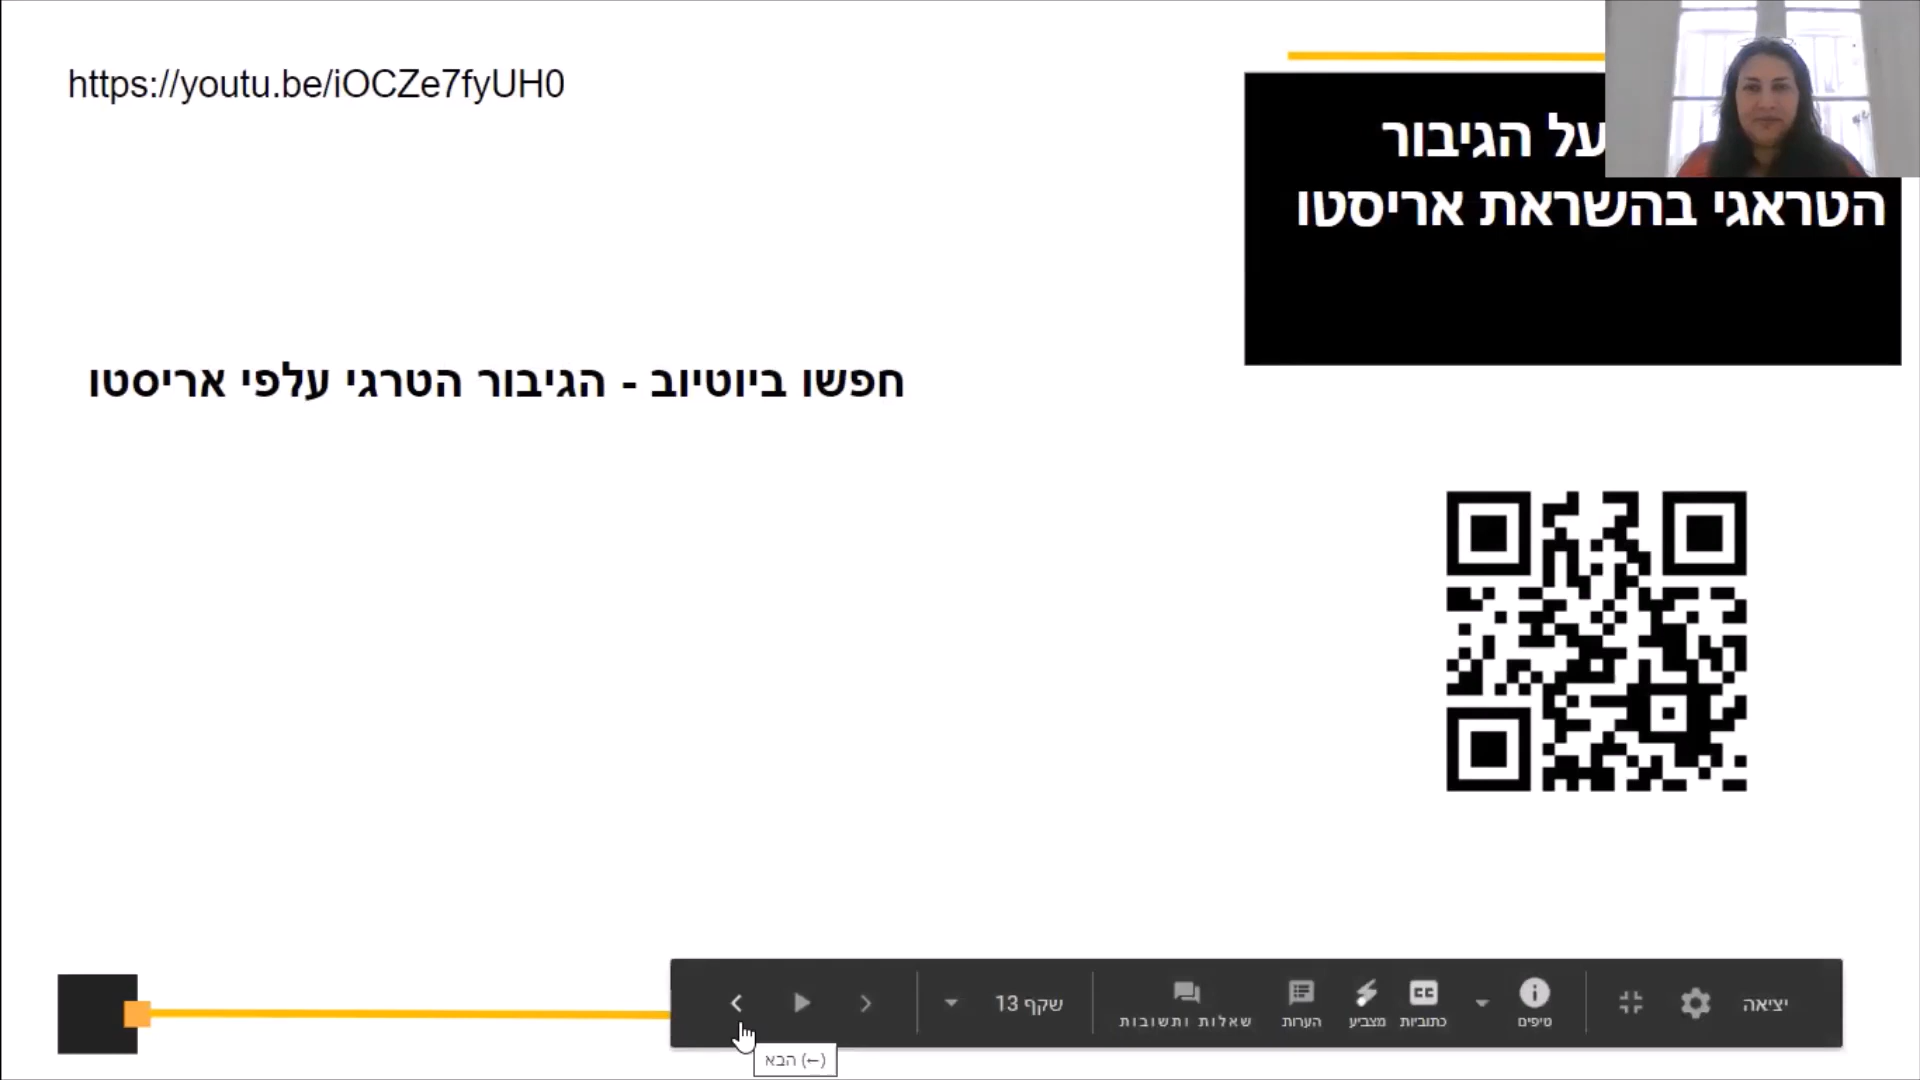 https://youtu.be/iOCZe7fyUH0
על הגיבור
הטראגי בהשראת אריסטו
חפשו ביוטיוב - הגיבור הטרגי עלפי אריסטו
שקף 13
שאלות ותשובות
הערות
מצביע
כתוביות
טיפים
יציאה
הבא (←)